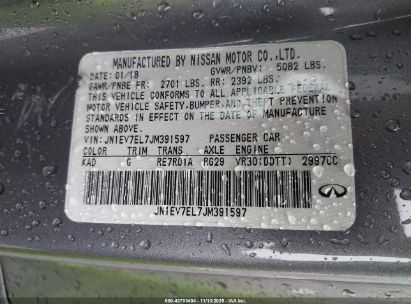 MANUFACTURED BY NISSAN MOTOR CO.,LTD.
DATE: 01/18 GVWR/PNBV: 5082 LBS.
GAWR/PNBE FR: 2701 LBS. RR: 2392 LBS.
THIS VEHICLE CONFORMS TO ALL APPLICABLE FEDERAL
MOTOR VEHICLE SAFETY, BUMPER, AND THEFT PREVENTION
STANDARDS IN EFFECT ON THE DATE OF MANUFACTURE
SHOWN ABOVE.
VIN: JN1EV7EL7JM391597 PASSENGER CAR
COLOR TRIM TRANS AXLE ENGINE
KAD G RE7R01A RG29 VR30(DDTT) 2997CC
JN1EV7EL7JM391597
INFINITI